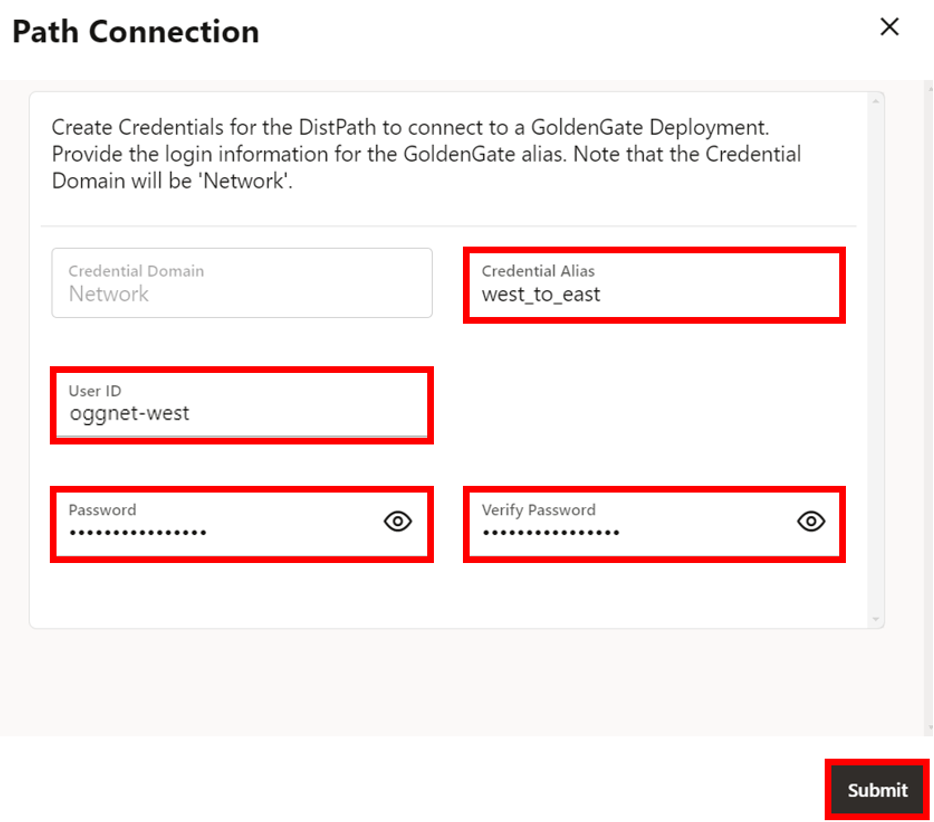 Path Connection
Create Credentials for the DistPath to connect to a GoldenGate Deployment.
Provide the login information for the GoldenGate alias. Note that the Credential
Domain will be 'Network'.
Credential Domain
Network
Credential Alias
west_to_east
User ID
oggnet-west
Password
••••••••••••••••
Verify Password
••••••••••••••••
Submit